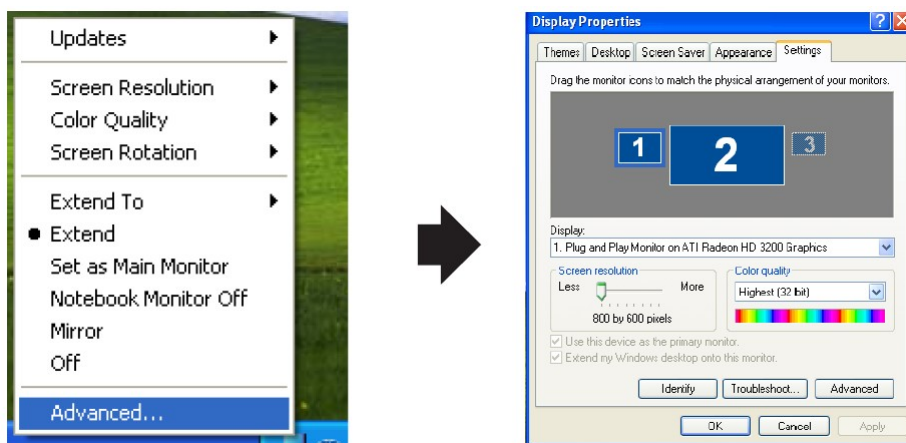 Updates
Screen Resolution
Color Quality
Screen Rotation
Extend To
Extend
Set as Main Monitor
Notebook Monitor Off
Mirror
Off
Advanced...
Display Properties
Themes Desktop Screen Saver Appearance Settings
Drag the monitor icons to match the physical arrangement of your monitors.
1 2 3
Display:
1. Plug and Play Monitor on ATI Radeon HD 3200 Graphics
Screen resolution
Less More
800 by 600 pixels
Color quality
Highest (32 bit)
Use this device as the primary monitor.
Extend my Windows desktop onto this monitor.
Identify Troubleshoot... Advanced
OK Cancel Apply